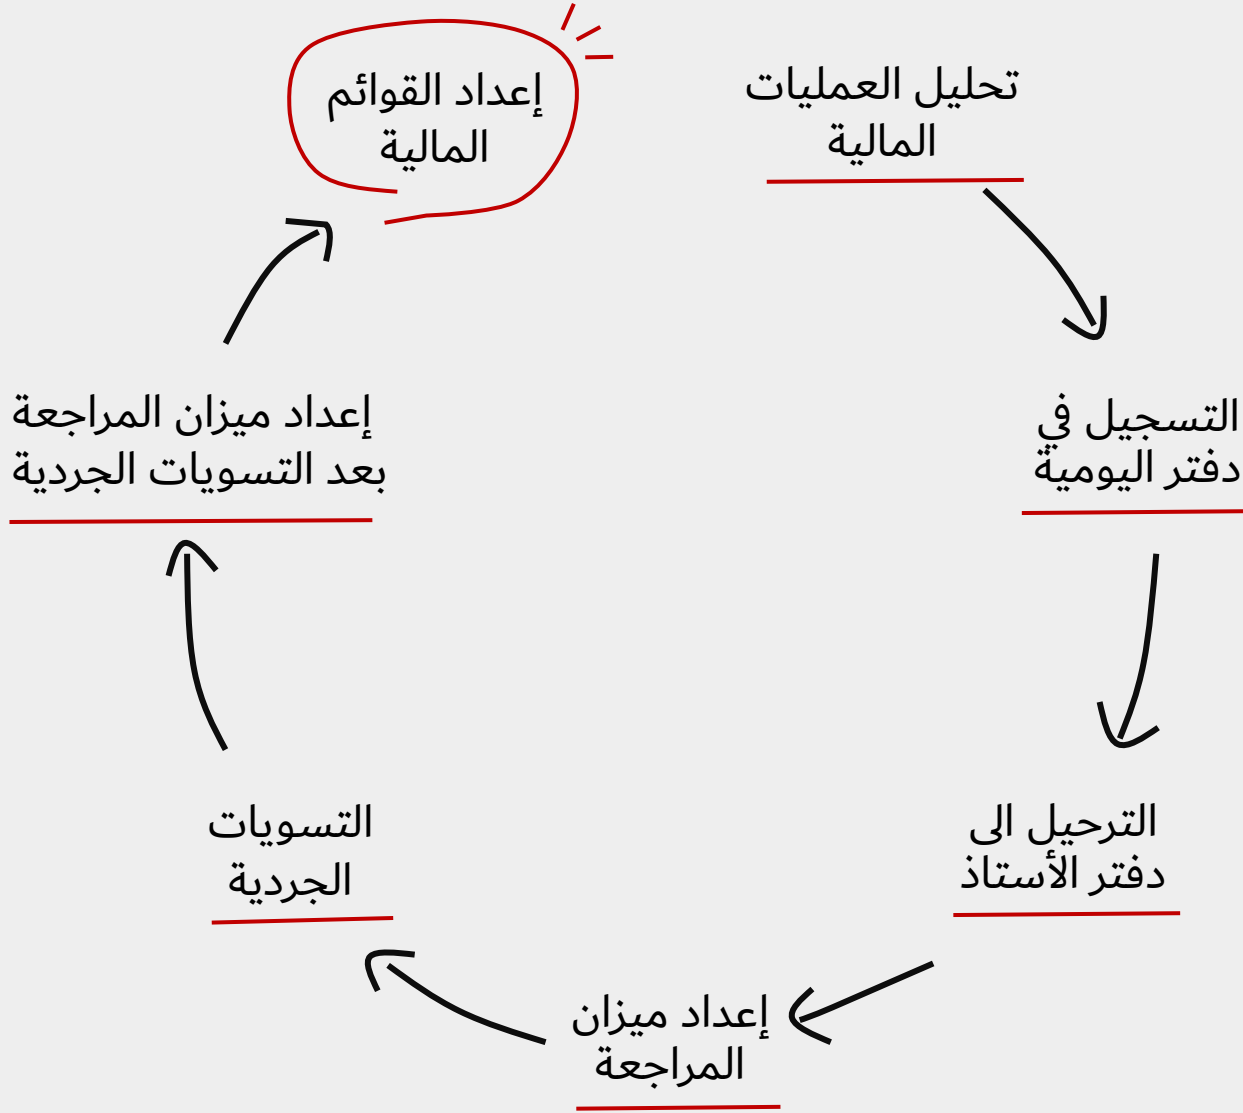 تحليل العمليات
المالية
التسجيل في
دفتر اليومية
الترحيل الى
دفتر الأستاذ
إعداد ميزان
المراجعة
التسويات
الجردية
إعداد ميزان المراجعة
بعد التسويات الجردية
إعداد القوائم
المالية